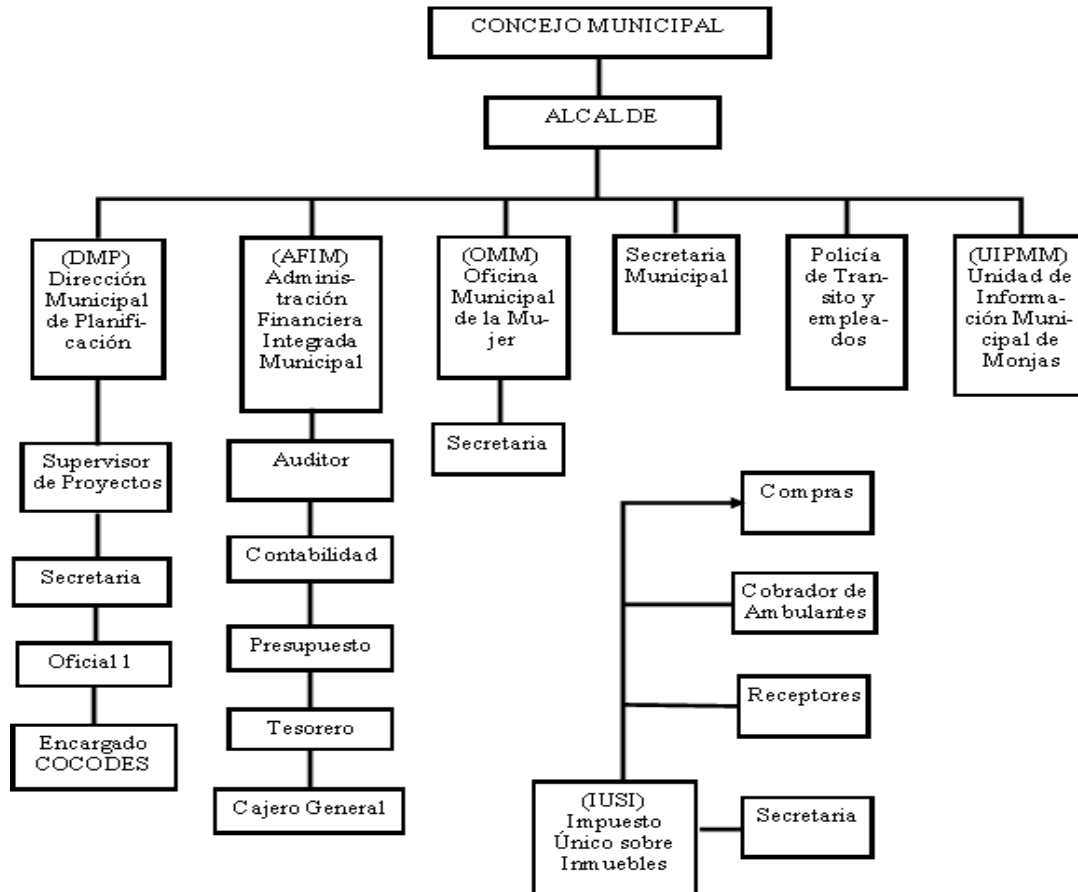 CONCEJO MUNICIPAL
ALCALDE
(DMP)
Dirección
Municipal
de Planifi-
cación
(AFIM)
Adminis-
tración
Financiera
Integrada
Municipal
(OMM)
Oficina
Municipal
de la Mu-
jer
Secretaria
Municipal
Policía
de Tran-
sito y
emplea-
dos
(UIPMM)
Unidad de
Informa-
ción Muni-
cipal de
Monjas
Supervisor
de Proyectos
Secretaria
Oficial 1
Encargado
COCODES
Auditor
Contabilidad
Presupuesto
Tesorero
Cajero General
Secretaria
Compras
Cobrador de
Ambulantes
Receptores
Secretaria
(IUSI)
Impuesto
Único sobre
Inmuebles